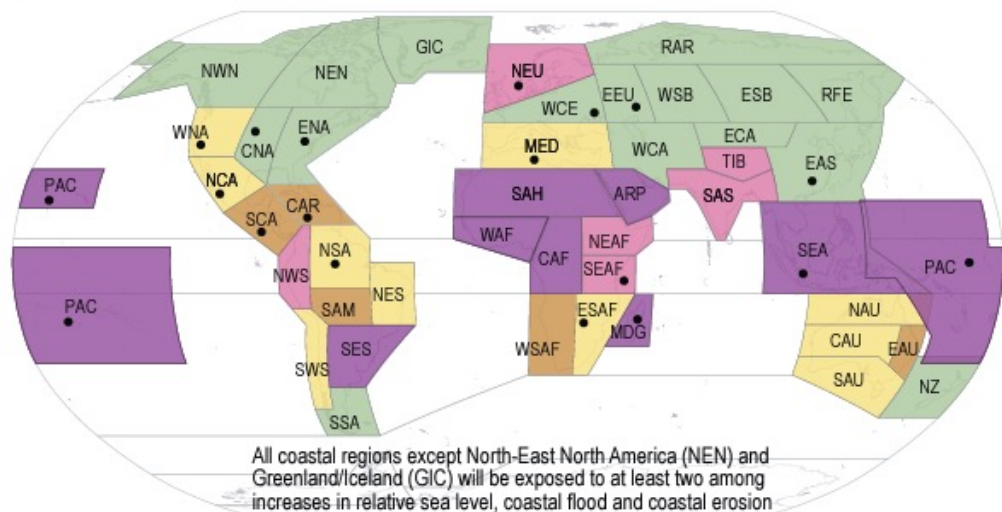 GIC
RAR
NWN
NEN
NEU
WCE
EEU
WSB
ESB
RFE
WNA
CNA
ENA
MED
WCA
ECA
TIB
EAS
PAC
NCA
SCA
CAR
SAH
ARP
SAS
WAF
CAF
NEAF
SEA
PAC
NWS
NSA
SEAF
PAC
SAM
NES
ESAF
MDG
NAU
SES
WSAF
CAU
EAU
SWS
SAU
NZ
SSA
All coastal regions except North-East North America (NEN) and
Greenland/Iceland (GIC) will be exposed to at least two among
increases in relative sea level, coastal flood and coastal erosion